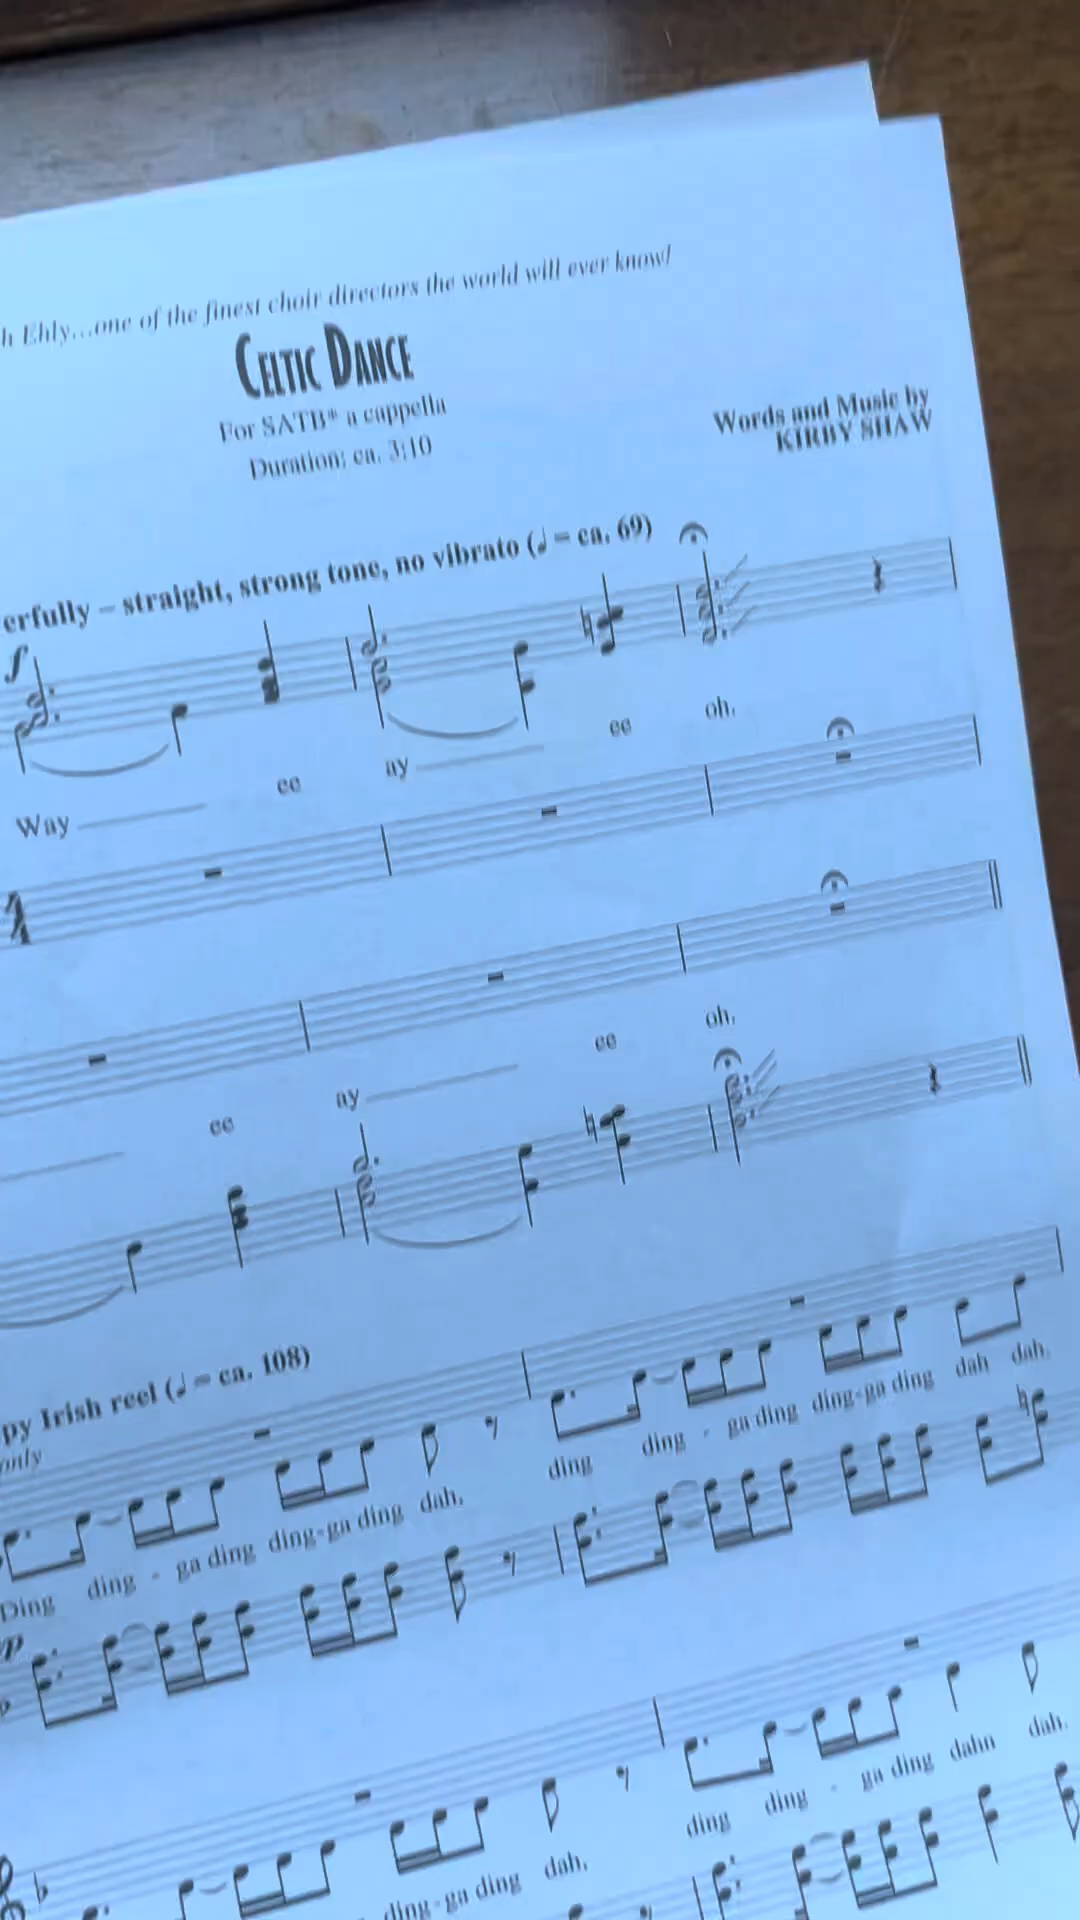 h Ehly...one of the finest choir directors the world will ever know!
CELTIC DANCE
For SATB* a cappella
Duration: ca. 3:10
Words and Music by
KIRBY SHAW
erfully – straight, strong tone, no vibrato (♩ = ca. 69)
f
Way ee ay ee oh.
4
ee ay ee oh.
py Irish reel (♩ = ca. 108)
only
ding ding - ga ding ding-ga ding dah dah.
Ding ding - ga ding ding-ga ding dah.
p
ding ding - ga ding dahn dah.
ding-ga ding dah.